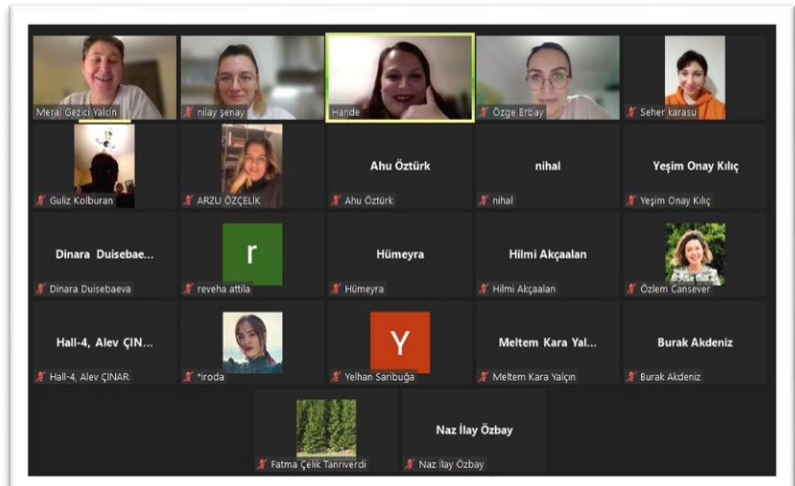 Meral Gezici Yalcin
nilay şenay
Hande
Özge Erbay
Seher karasu
Guliz Kolburan
ARZU ÖZÇELİK
Ahu Öztürk
Ahu Öztürk
nihal
nihal
Yeşim Onay Kılıç
Yeşim Onay Kılıç
Dinara Duisebae...
Dinara Duisebaeva
r
reveha attila
Hümeyra
Hümeyra
Hilmi Akçaalan
Hilmi Akçaalan
Özlem Cansever
Hall-4, Alev ÇIN...
Hall-4, Alev ÇINAR
*iroda
Y
Yelhan Sarıbuğa
Meltem Kara Yal...
Meltem Kara Yalçın
Burak Akdeniz
Burak Akdeniz
Fatma Çelik Tanrıverdi
Naz İlay Özbay
Naz İlay Özbay